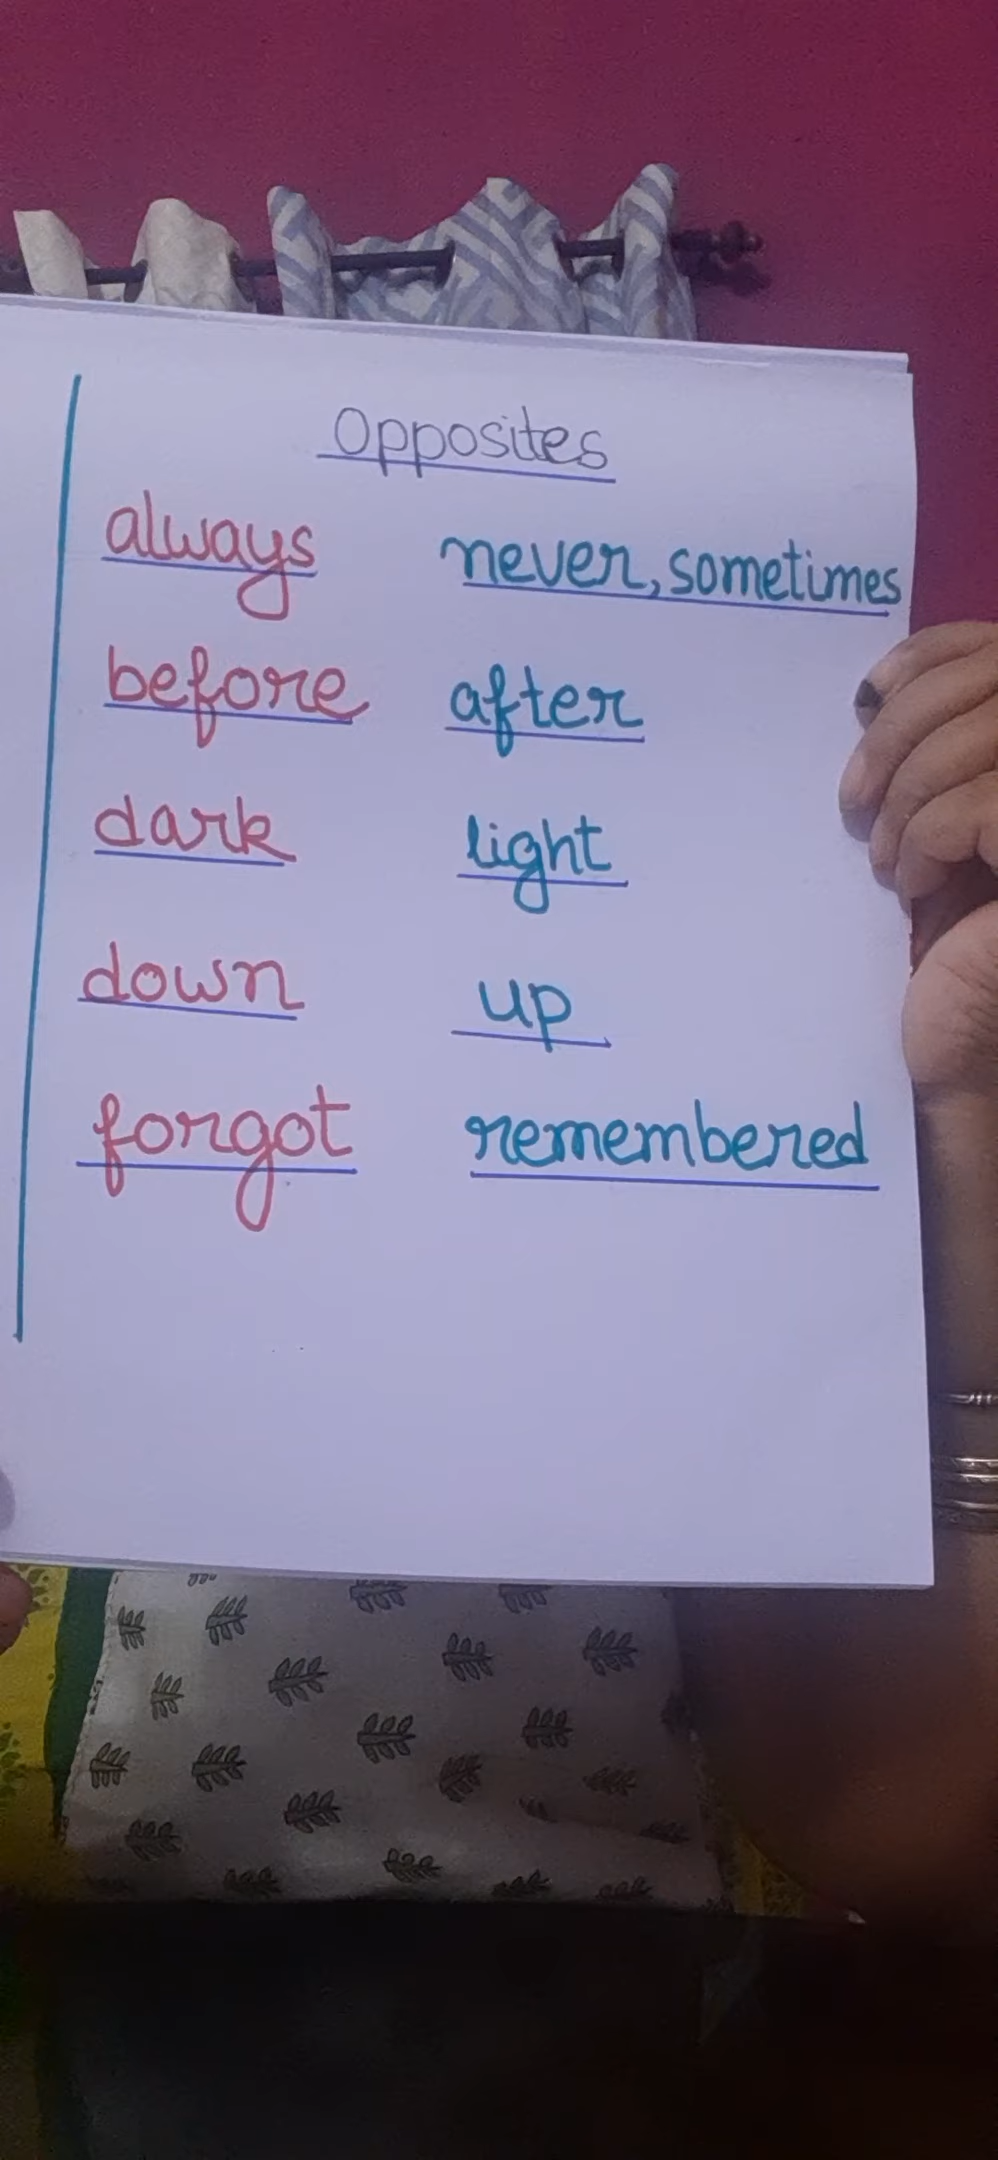 Opposites
always never, sometimes
before after
dark light
down up
forgot remembered